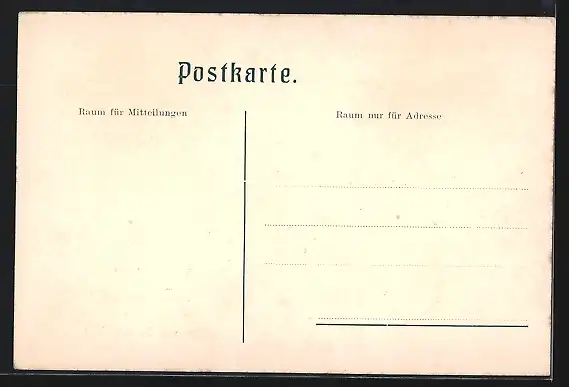 Postkarte.
Raum für Mitteilungen
Raum nur für Adresse